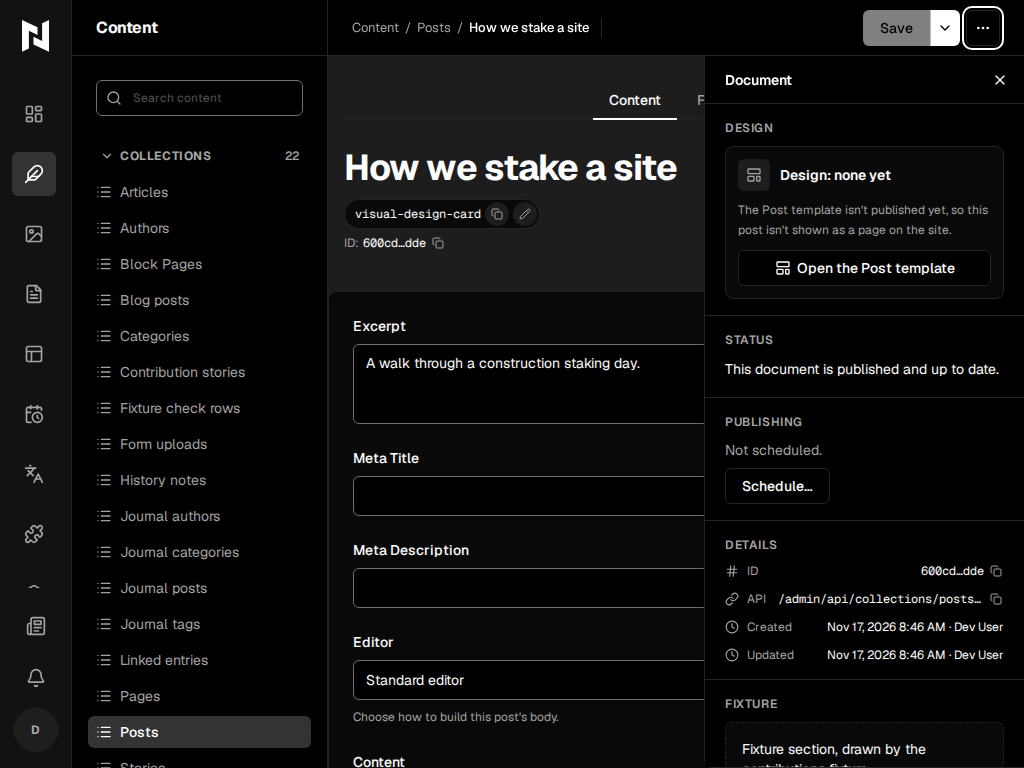 Content
Content / Posts / How we stake a site
Save
Search content
COLLECTIONS 22
Articles
Authors
Block Pages
Blog posts
Categories
Contribution stories
Fixture check rows
Form uploads
History notes
Journal authors
Journal categories
Journal posts
Journal tags
Linked entries
Pages
Posts
Stories
D
Content
How we stake a site
visual-design-card
ID: 600cd…dde
Excerpt
A walk through a construction staking day.
Meta Title
Meta Description
Editor
Standard editor
Choose how to build this post's body.
Content
Document
DESIGN
Design: none yet
The Post template isn't published yet, so this
post isn't shown as a page on the site.
Open the Post template
STATUS
This document is published and up to date.
PUBLISHING
Not scheduled.
Schedule…
DETAILS
ID 600cd…dde
API /admin/api/collections/posts…
Created Nov 17, 2026 8:46 AM · Dev User
Updated Nov 17, 2026 8:46 AM · Dev User
FIXTURE
Fixture section, drawn by the
contributions fixture